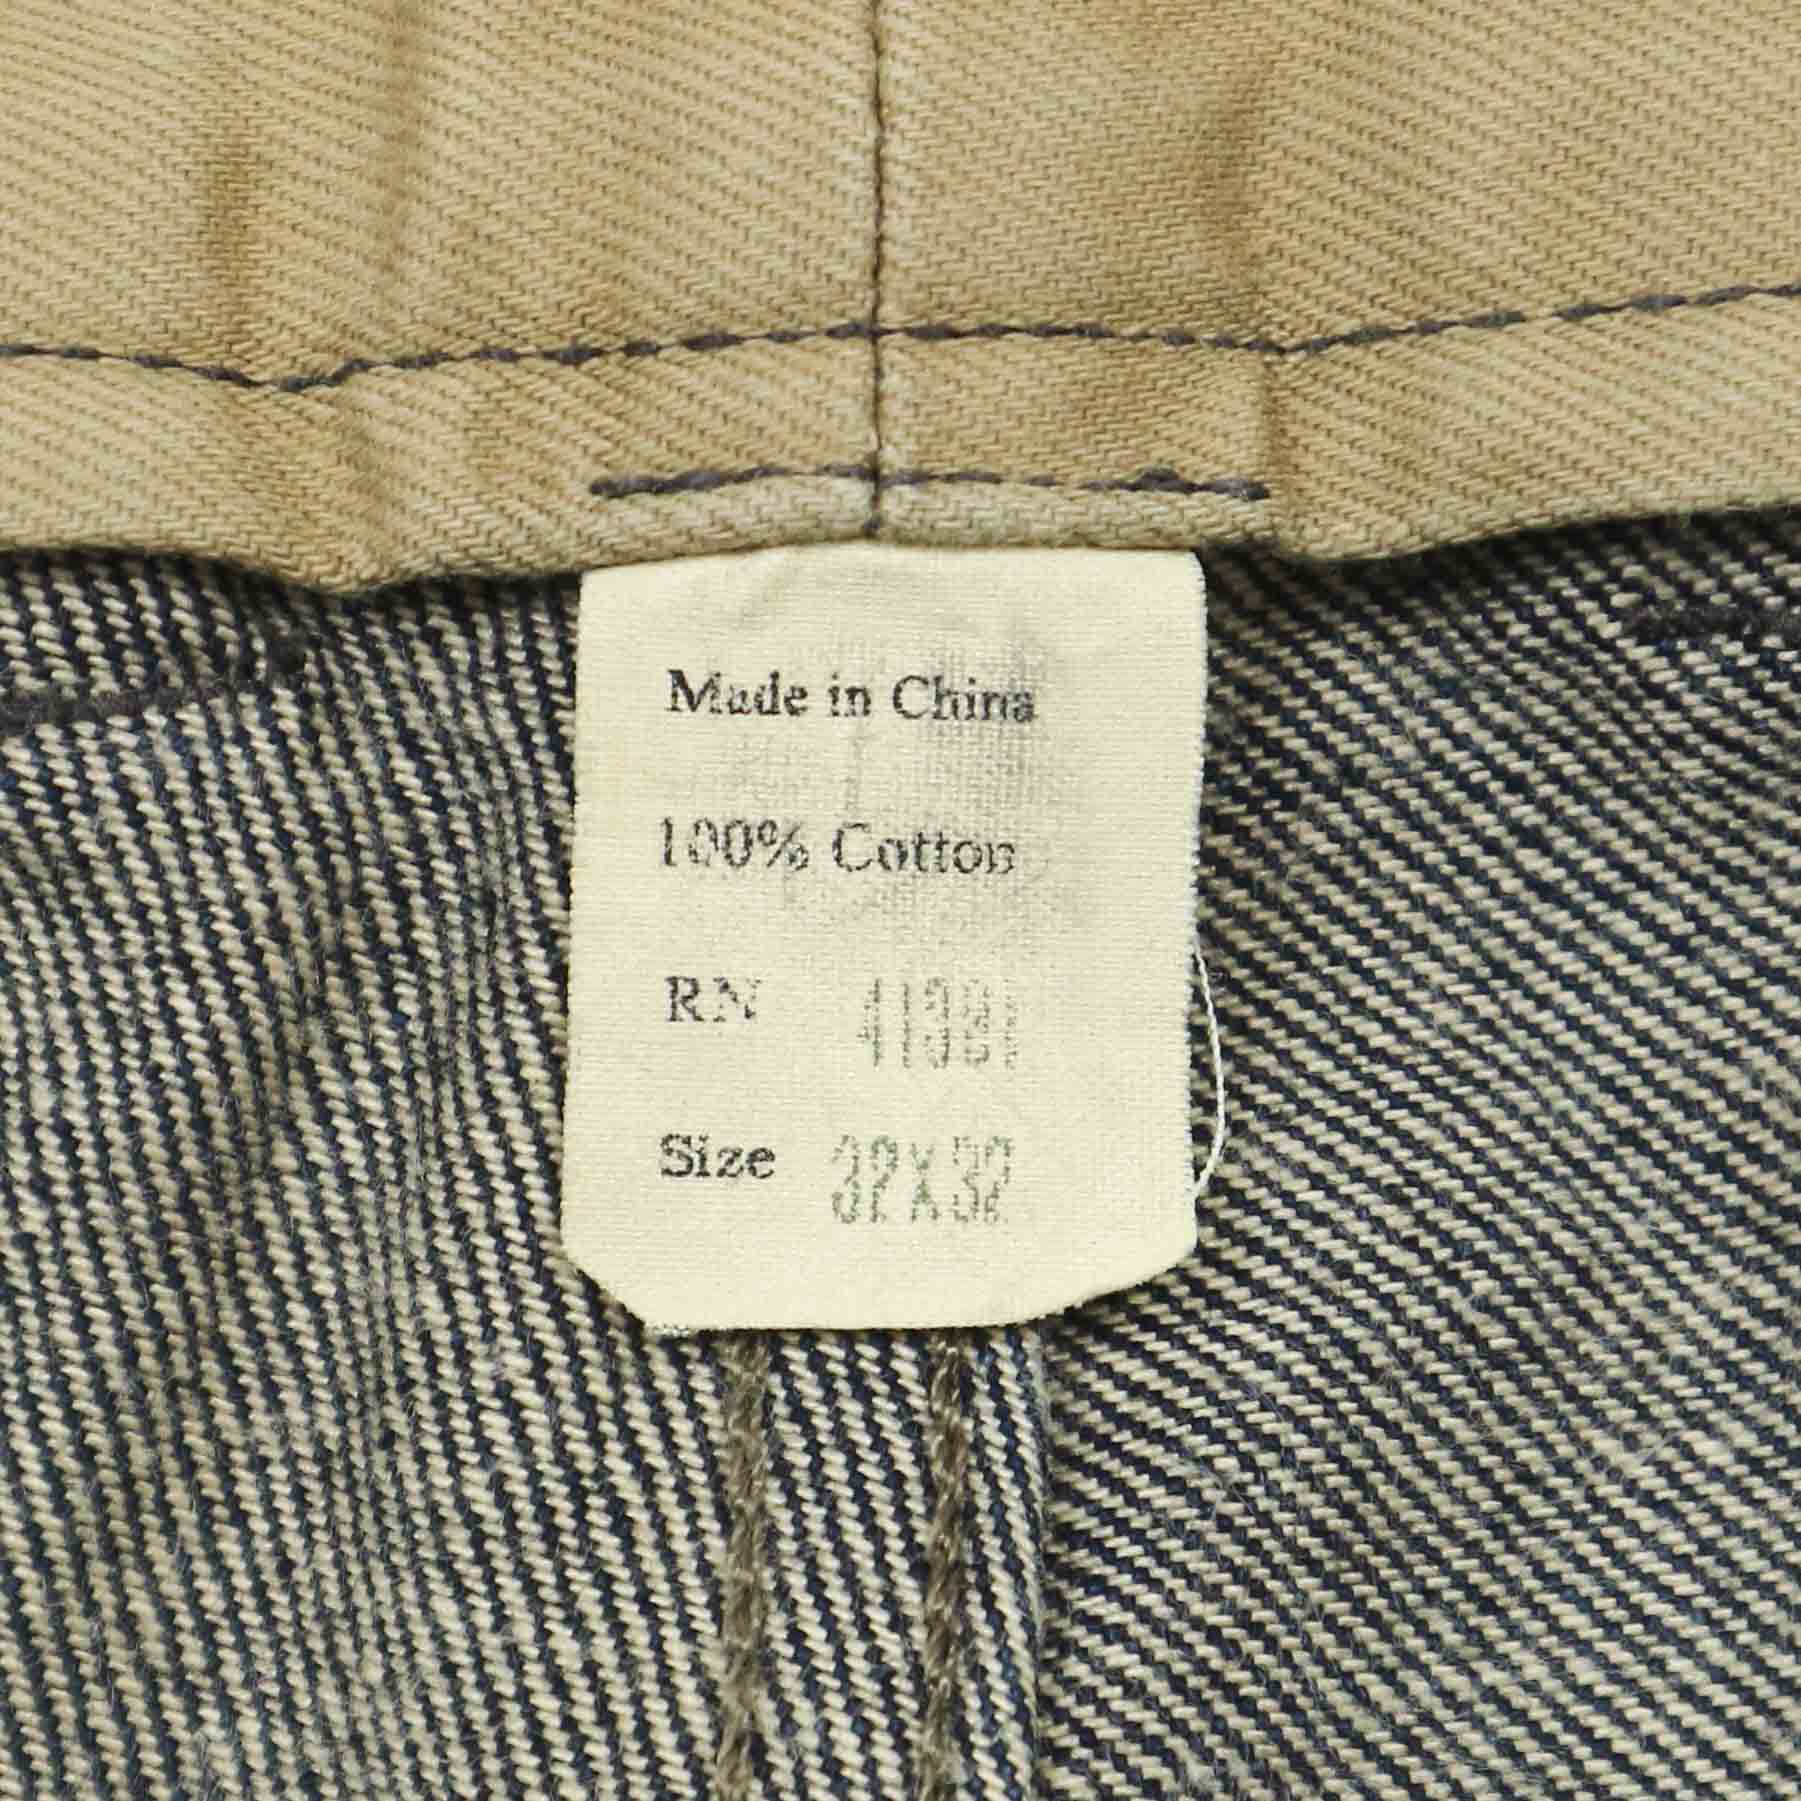 Made in China
100% Cotton
RN 41381
Size 32X32